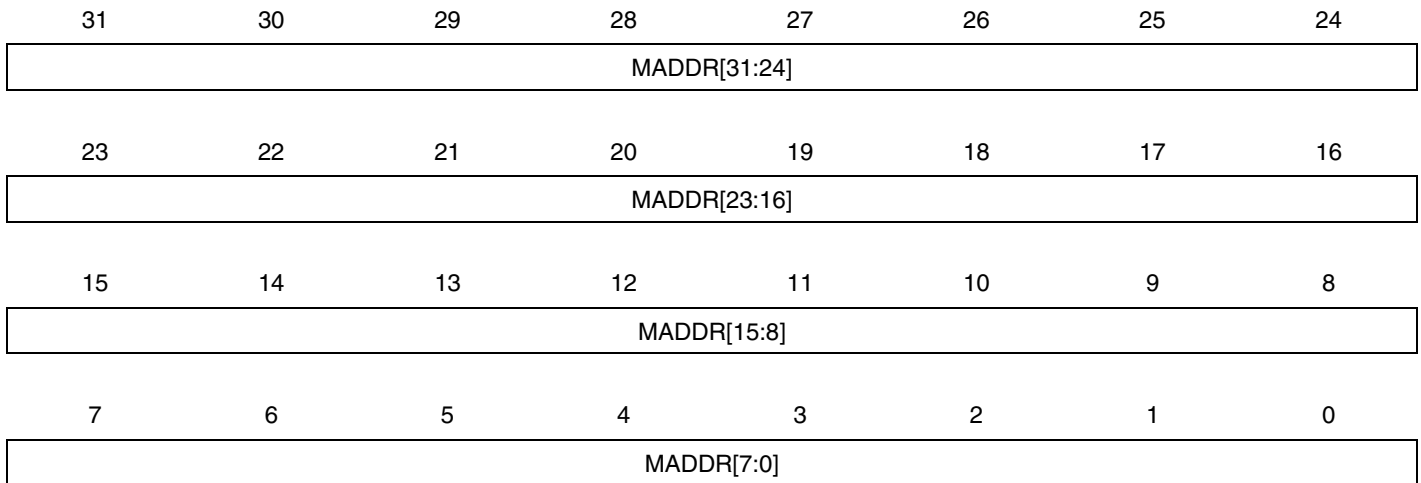 31 30 29 28 27 26 25 24
MADDR[31:24]
23 22 21 20 19 18 17 16
MADDR[23:16]
15 14 13 12 11 10 9 8
MADDR[15:8]
7 6 5 4 3 2 1 0
MADDR[7:0]